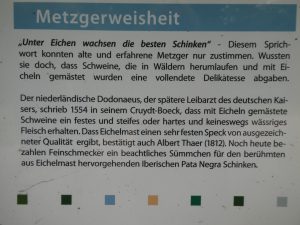 Metzgerweisheit
„Unter Eichen wachsen die besten Schinken“ - Diesem Sprich-
wort konnten alte und erfahrene Metzger nur zustimmen. Wussten
sie doch, dass Schweine, die in Wäldern herumlaufen und mit Ei-
cheln gemästet wurden eine vollendete Delikatesse abgaben.
Der niederländische Dodonaeus, der spätere Leibarzt des deutschen Kai-
sers, schrieb 1554 in seinem Cruydt-Boeck, dass mit Eicheln gemästete
Schweine ein festes und steifes oder hartes und keineswegs wässriges
Fleisch erhalten. Dass Eichelmast einen sehr festen Speck von ausgezeich-
neter Qualität ergibt, bestätigt auch Albert Thaer (1812). Noch heute be-
zahlen Feinschmecker ein beachtliches Sümmchen für den berühmten
aus Eichelmast hervorgehenden Iberischen Pata Negra Schinken.